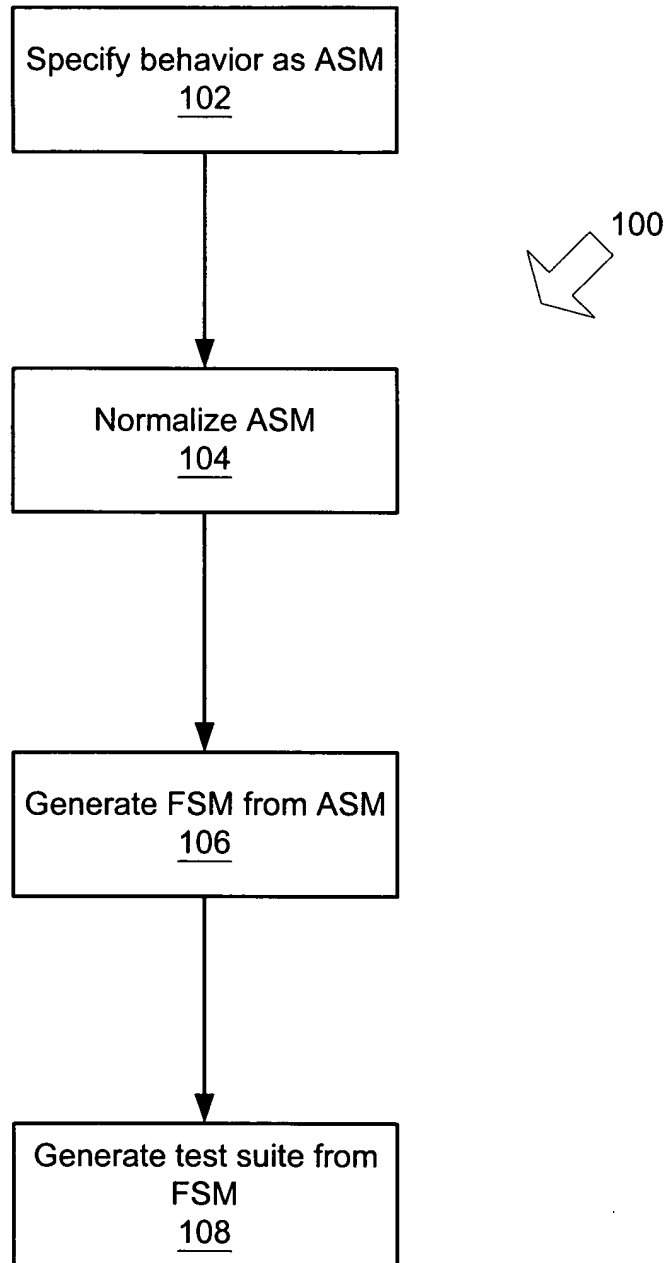 Specify behavior as ASM
102
100
Normalize ASM
104
Generate FSM from ASM
106
Generate test suite from
FSM
108